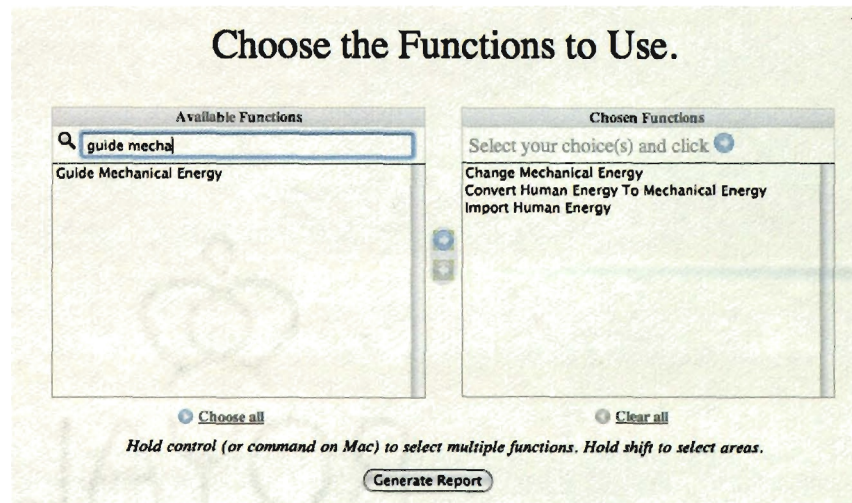 Choose the Functions to Use.
Available Functions
guide mecha
Guide Mechanical Energy
Chosen Functions
Select your choice(s) and click
Change Mechanical Energy
Convert Human Energy To Mechanical Energy
Import Human Energy
Choose all
Clear all
Hold control (or command on Mac) to select multiple functions. Hold shift to select areas.
Generate Report